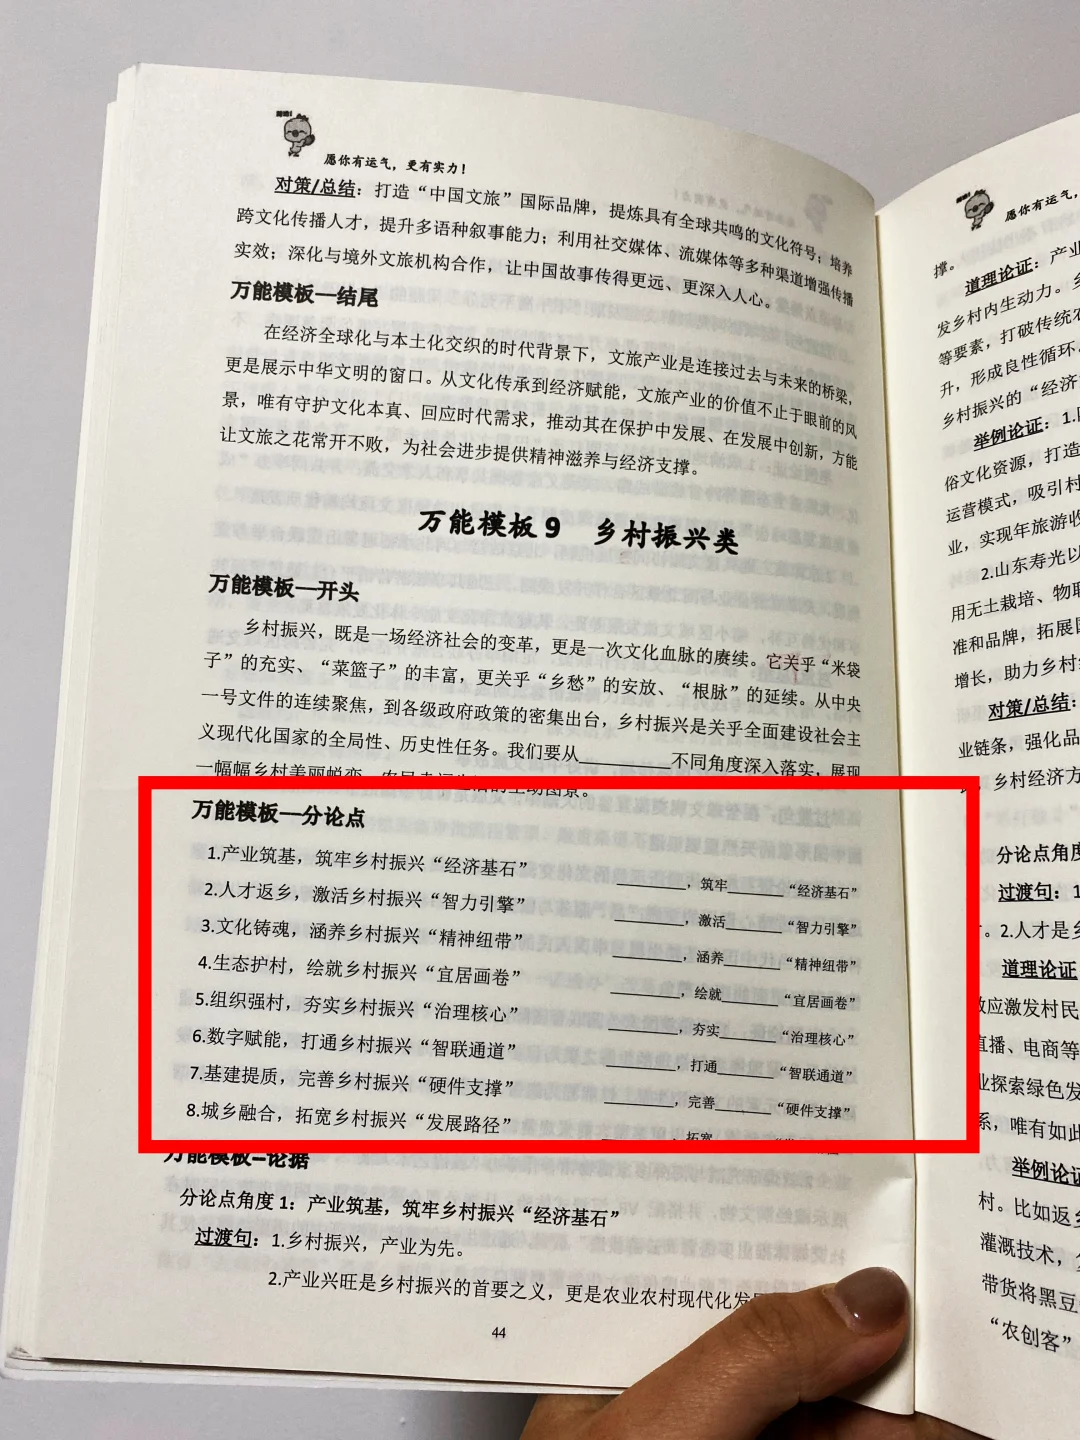 愿你有运气，更有实力！
对策/总结：打造“中国文旅”国际品牌，提炼具有全球共鸣的文化符号；培养
跨文化传播人才，提升多语种叙事能力；利用社交媒体、流媒体等多种渠道增强传播
实效；深化与境外文旅机构合作，让中国故事传得更远、更深入人心。
万能模板—结尾
在经济全球化与本土化交织的时代背景下，文旅产业是连接过去与未来的桥梁，
更是展示中华文明的窗口。从文化传承到经济赋能，文旅产业的价值不止于眼前的风
景，唯有守护文化本真、回应时代需求，推动其在保护中发展、在发展中创新，方能
让文旅之花常开不败，为社会进步提供精神滋养与经济支撑。
万能模板 9 乡村振兴类
万能模板—开头
乡村振兴，既是一场经济社会的变革，更是一次文化血脉的赓续。它关乎“米袋
子”的充实、“菜篮子”的丰富，更关乎“乡愁”的安放、“根脉”的延续。从中央
一号文件的连续聚焦，到各级政府政策的密集出台，乡村振兴是关乎全面建设社会主
义现代化国家的全局性、历史性任务。我们要从________不同角度深入落实，展现
一幅幅乡村美丽蜕变、农民幸福生活的生动图景。
万能模板—分论点
1.产业筑基，筑牢乡村振兴“经济基石” ________，筑牢______“经济基石”
2.人才返乡，激活乡村振兴“智力引擎” ________，激活______“智力引擎”
3.文化铸魂，涵养乡村振兴“精神纽带” ________，涵养______“精神纽带”
4.生态护村，绘就乡村振兴“宜居画卷” ________，绘就______“宜居画卷”
5.组织强村，夯实乡村振兴“治理核心” ________，夯实______“治理核心”
6.数字赋能，打通乡村振兴“智联通道” ________，打通______“智联通道”
7.基建提质，完善乡村振兴“硬件支撑” ________，完善______“硬件支撑”
8.城乡融合，拓宽乡村振兴“发展路径” ________，拓宽
万能模板—论据
分论点角度 1：产业筑基，筑牢乡村振兴“经济基石”
过渡句：1.乡村振兴，产业为先。
2.产业兴旺是乡村振兴的首要之义，更是农业农村现代化发
44
愿你有运气，
撑。
道理论证：产业
发乡村内生动力。
等要素，打破传统农
升，形成良性循环。
乡村振兴的“经济
举例论证：1.
俗文化资源，打造
运营模式，吸引村
业，实现年旅游收
2.山东寿光以
用无土栽培、物联
准和品牌，拓展
增长，助力乡村
对策/总结：
业链条，强化品
乡村经济方
分论点角度
过渡句：1
。2.人才是乡
道理论证
应激发村民
直播、电商等
业探索绿色发
系，唯有如此
举例论证
村。比如返乡
灌溉技术，
带货将黑豆
“农创客”